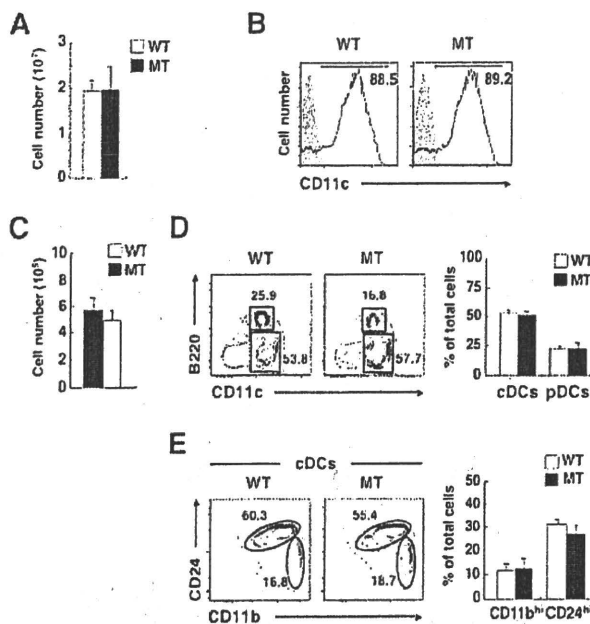 A
Cell number (10⁷)
3
2
1
0
WT
MT
B
WT
MT
Cell number
88.5
89.2
CD11c
C
Cell number (10⁵)
10
8
6
4
2
0
WT
MT
D
WT
MT
25.9
16.8
53.8
57.7
B220
CD11c
% of total cells
100
75
50
25
0
WT
MT
cDCs pDCs
E
cDCs
WT
MT
60.3
55.4
16.8
18.7
CD24
CD11b
% of total cells
50
40
30
20
10
0
WT
MT
CD11bhi CD24hi